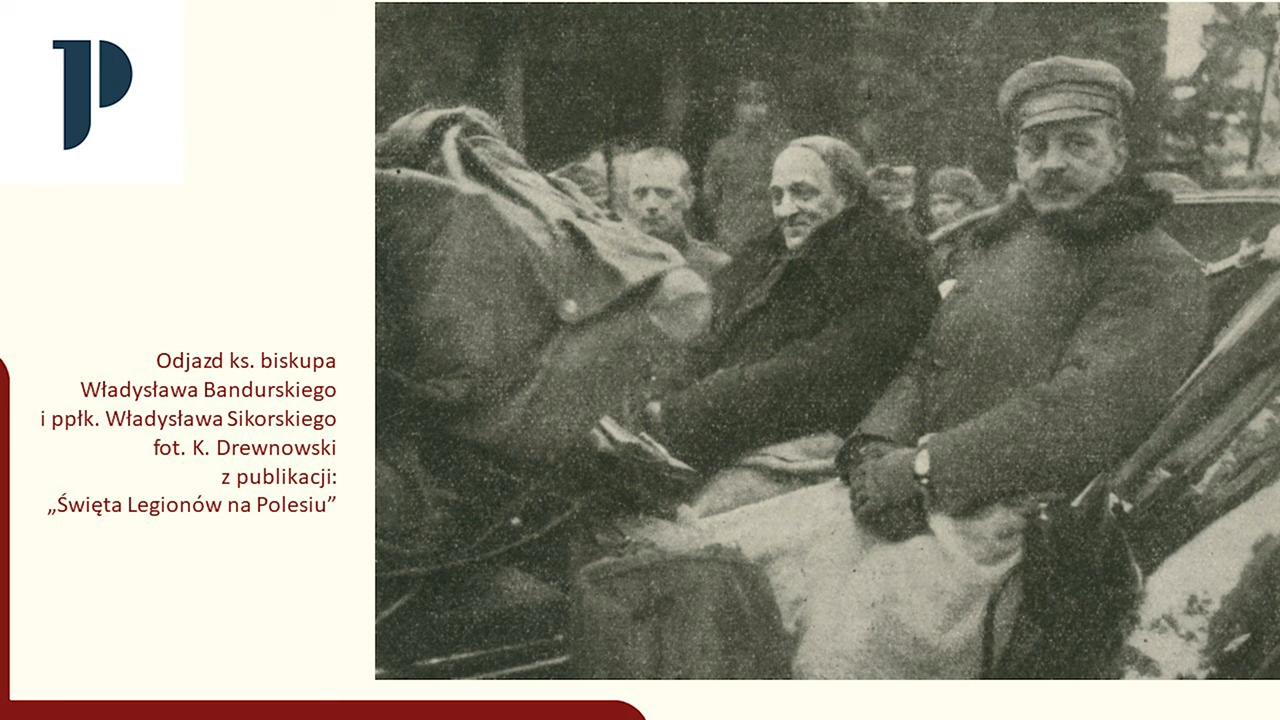 Odjazd ks. biskupa
Władysława Bandurskiego
i ppłk. Władysława Sikorskiego
fot. K. Drewnowski
z publikacji:
„Święta Legionów na Polesiu”